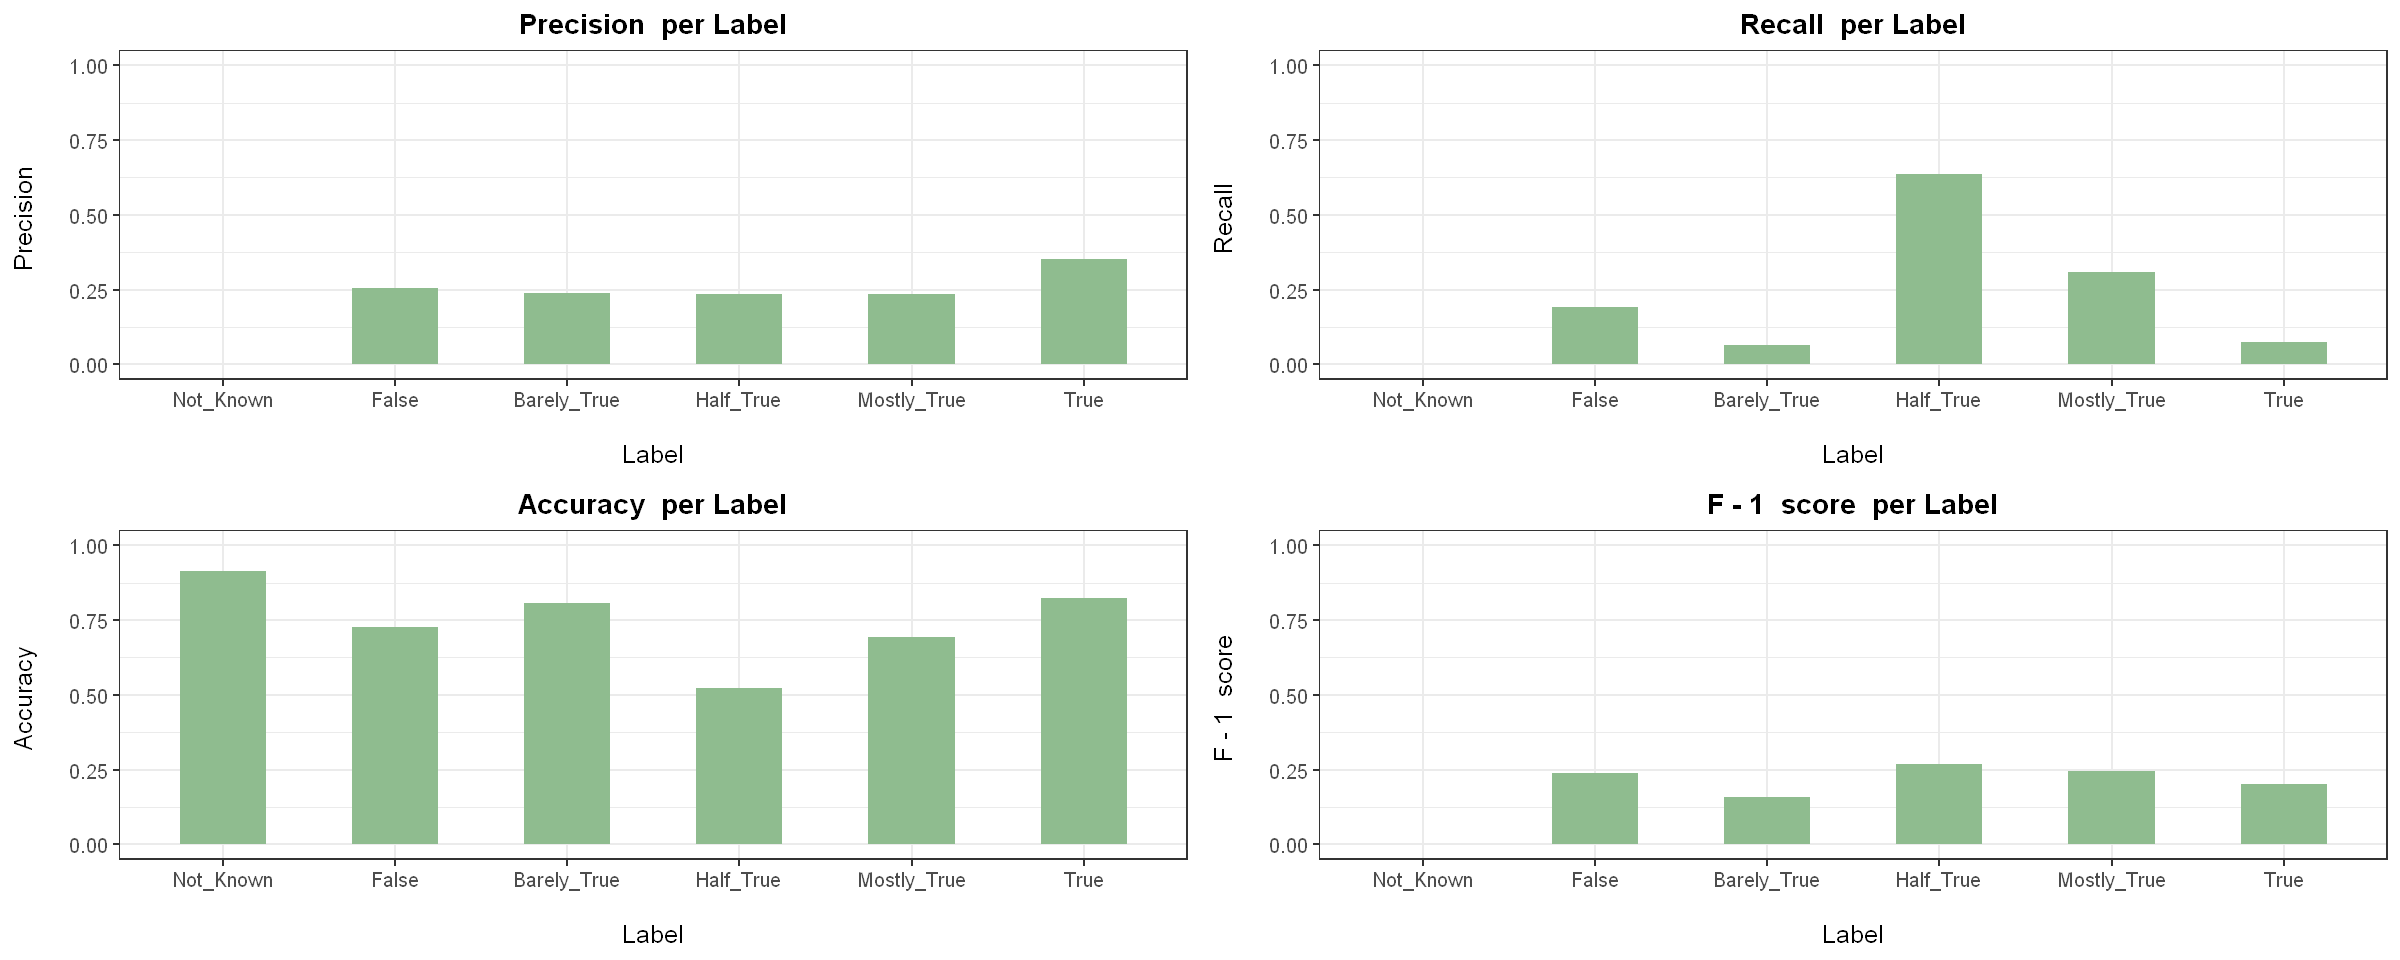 Precision  per Label
1.00
0.75
0.50
0.25
0.00
Precision
Not_Known False Barely_True Half_True Mostly_True True
Label
Recall  per Label
1.00
0.75
0.50
0.25
0.00
Recall
Not_Known False Barely_True Half_True Mostly_True True
Label
Accuracy  per Label
1.00
0.75
0.50
0.25
0.00
Accuracy
Not_Known False Barely_True Half_True Mostly_True True
Label
F - 1  score  per Label
1.00
0.75
0.50
0.25
0.00
F - 1  score
Not_Known False Barely_True Half_True Mostly_True True
Label